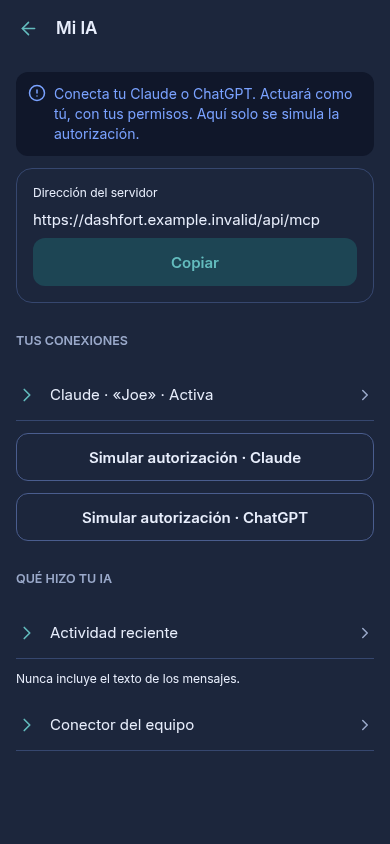 Mi IA
Conecta tu Claude o ChatGPT. Actuará como
tú, con tus permisos. Aquí solo se simula la
autorización.
Dirección del servidor
https://dashfort.example.invalid/api/mcp
Copiar
TUS CONEXIONES
Claude · «Joe» · Activa
Simular autorización · Claude
Simular autorización · ChatGPT
QUÉ HIZO TU IA
Actividad reciente
Nunca incluye el texto de los mensajes.
Conector del equipo